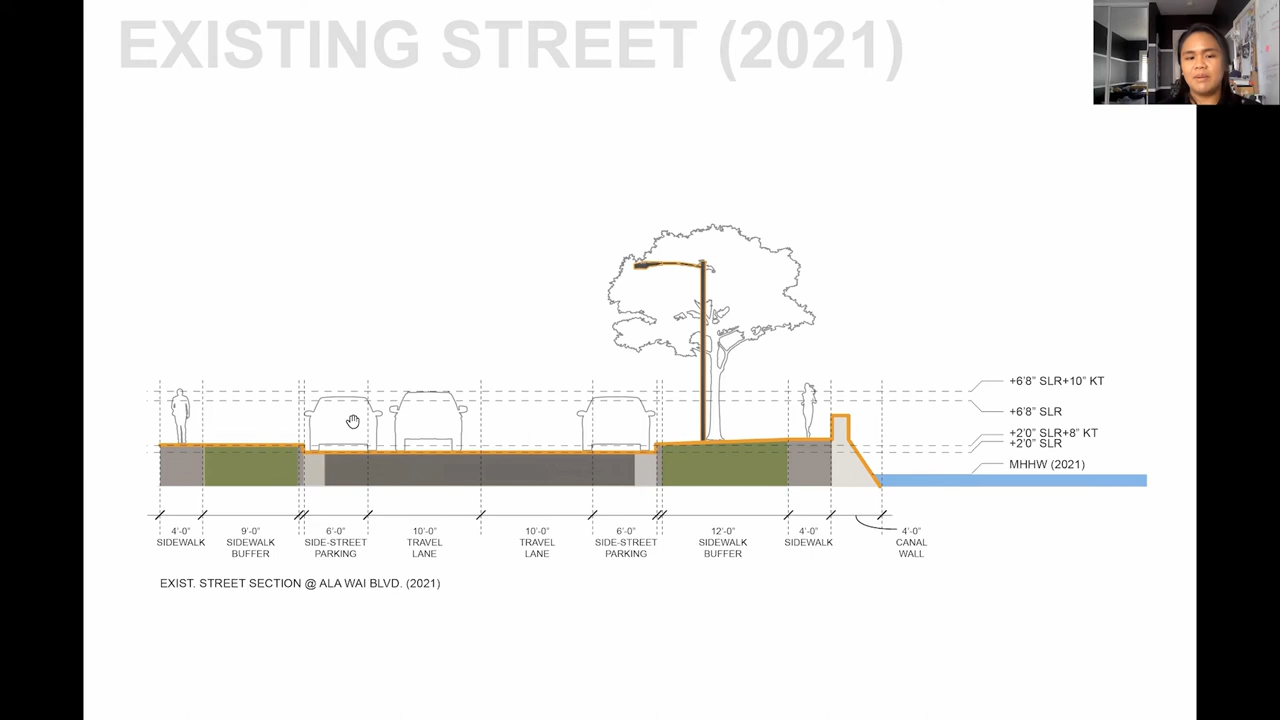 EXISTING STREET (2021)
+6'8" SLR+10" KT
+6'8" SLR
+2'0" SLR+8" KT
+2'0" SLR
MHHW (2021)
4'-0"
SIDEWALK
9'-0"
SIDEWALK
BUFFER
6'-0"
SIDE-STREET
PARKING
10'-0"
TRAVEL
LANE
10'-0"
TRAVEL
LANE
6'-0"
SIDE-STREET
PARKING
12'-0"
SIDEWALK
BUFFER
4'-0"
SIDEWALK
4'-0"
CANAL
WALL
EXIST. STREET SECTION @ ALA WAI BLVD. (2021)